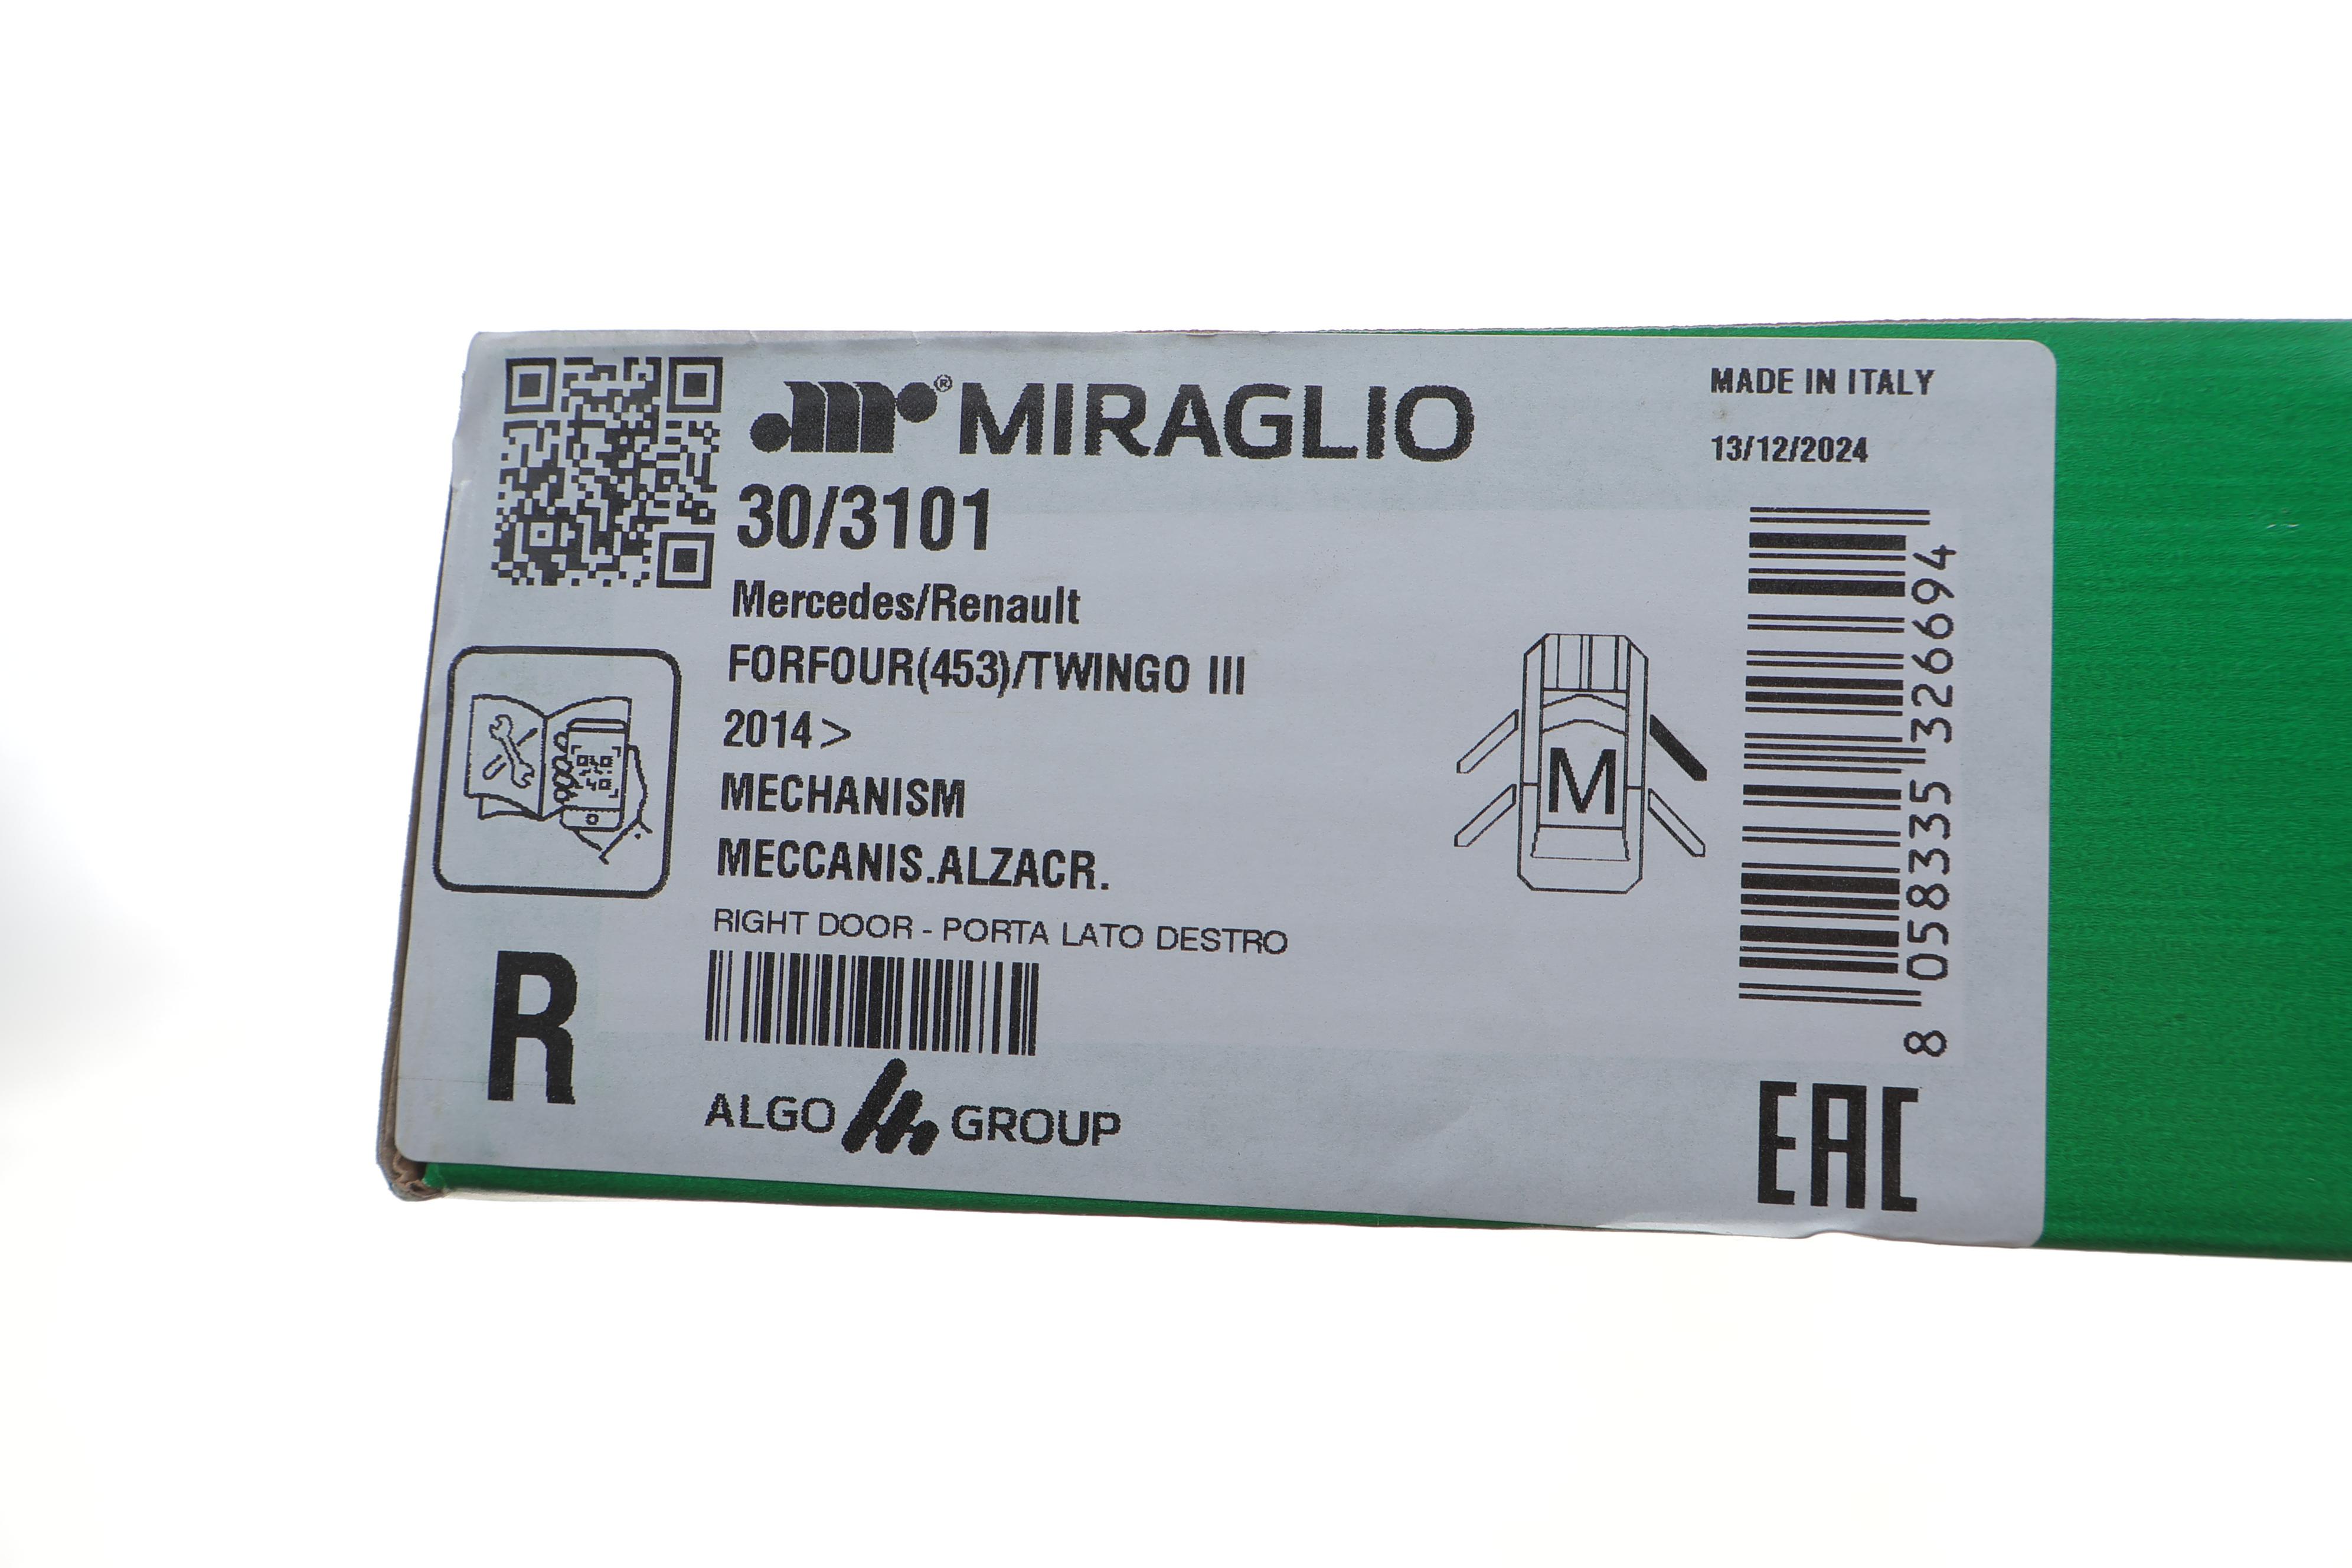 ® MIRAGLIO
MADE IN ITALY
13/12/2024
30/3101
Mercedes/Renault
FORFOUR(453)/TWINGO III
2014>
MECHANISM
MECCANIS.ALZACR.
RIGHT DOOR - PORTA LATO DESTRO
M
R
ALGO GROUP
8 058335 326694
EAC